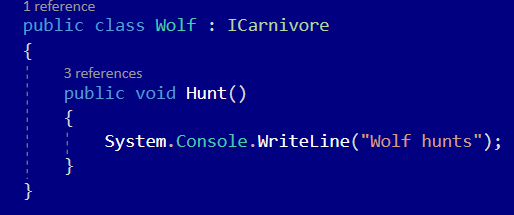 1 reference
public class Wolf : ICarnivore
{
3 references
public void Hunt()
{
System.Console.WriteLine("Wolf hunts");
}
}